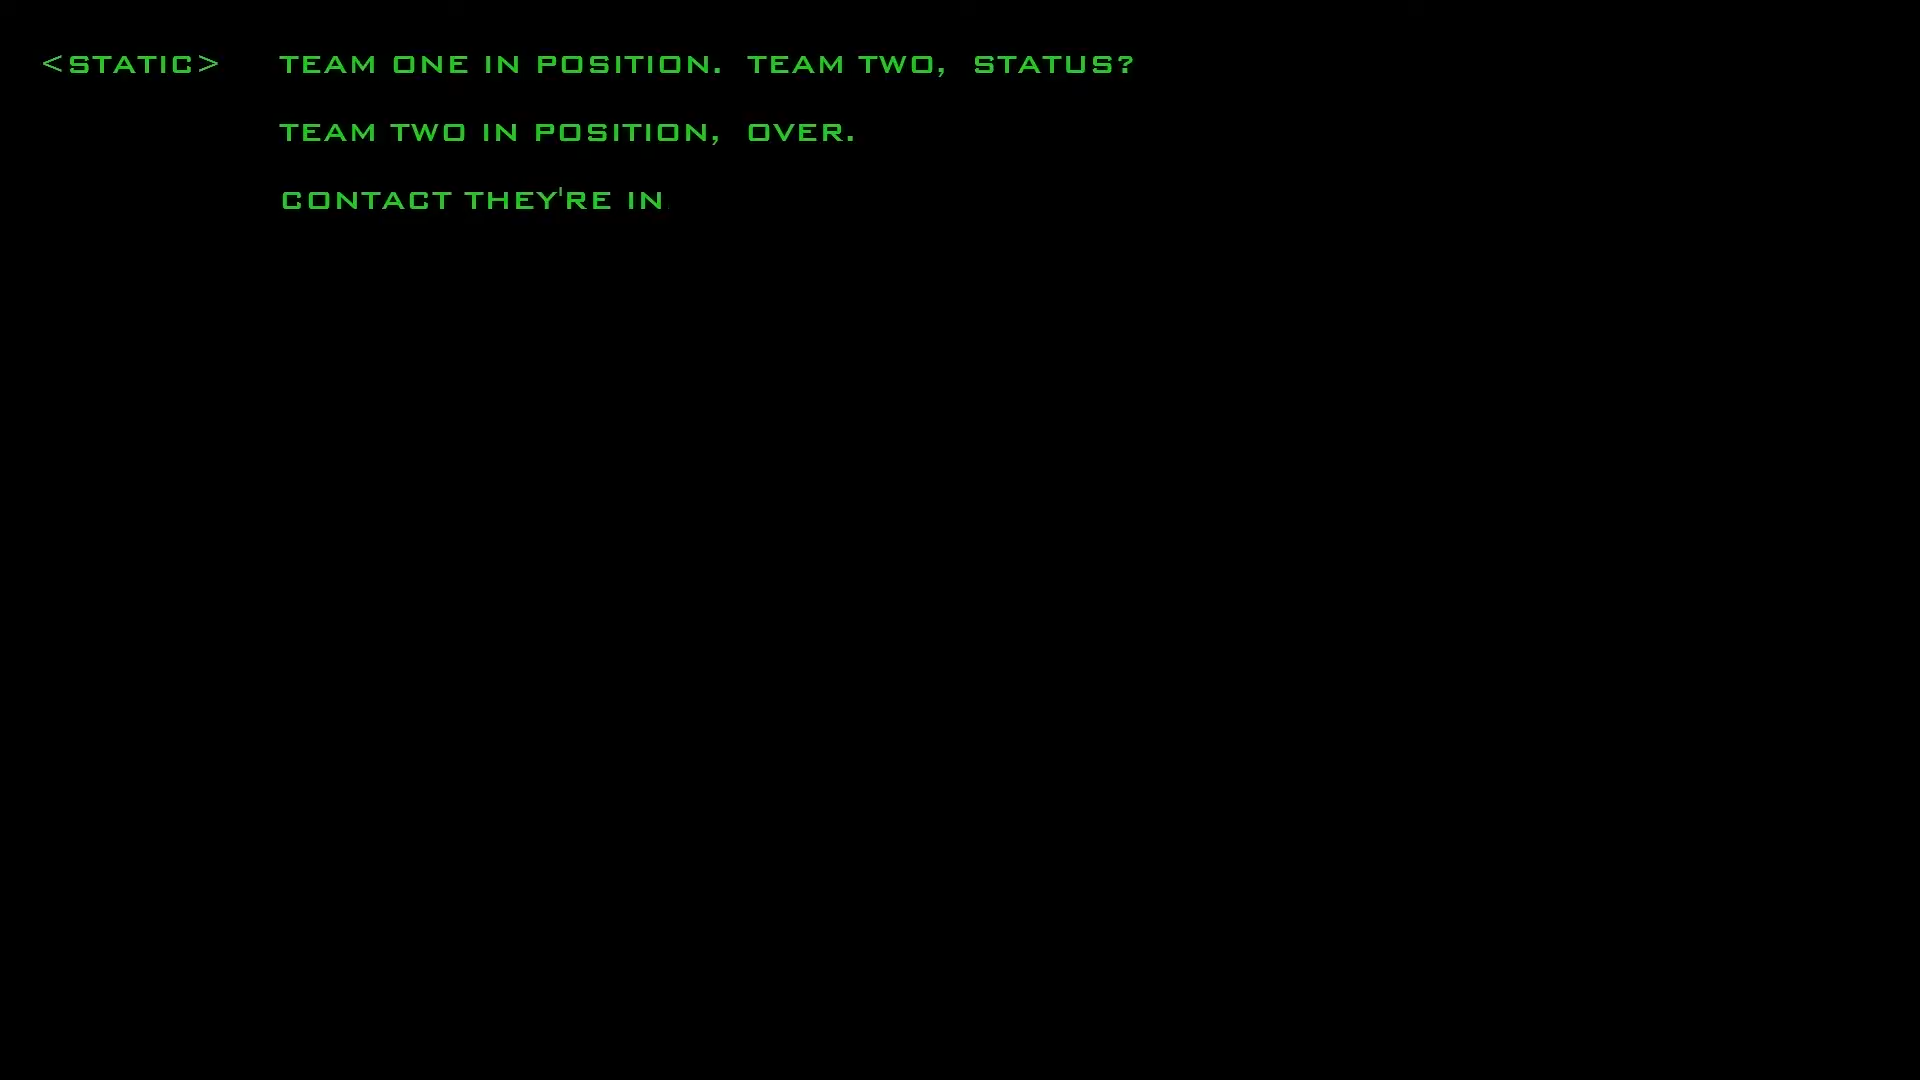 <STATIC> TEAM ONE IN POSITION. TEAM TWO, STATUS?
TEAM TWO IN POSITION, OVER.
CONTACT THEY'RE IN